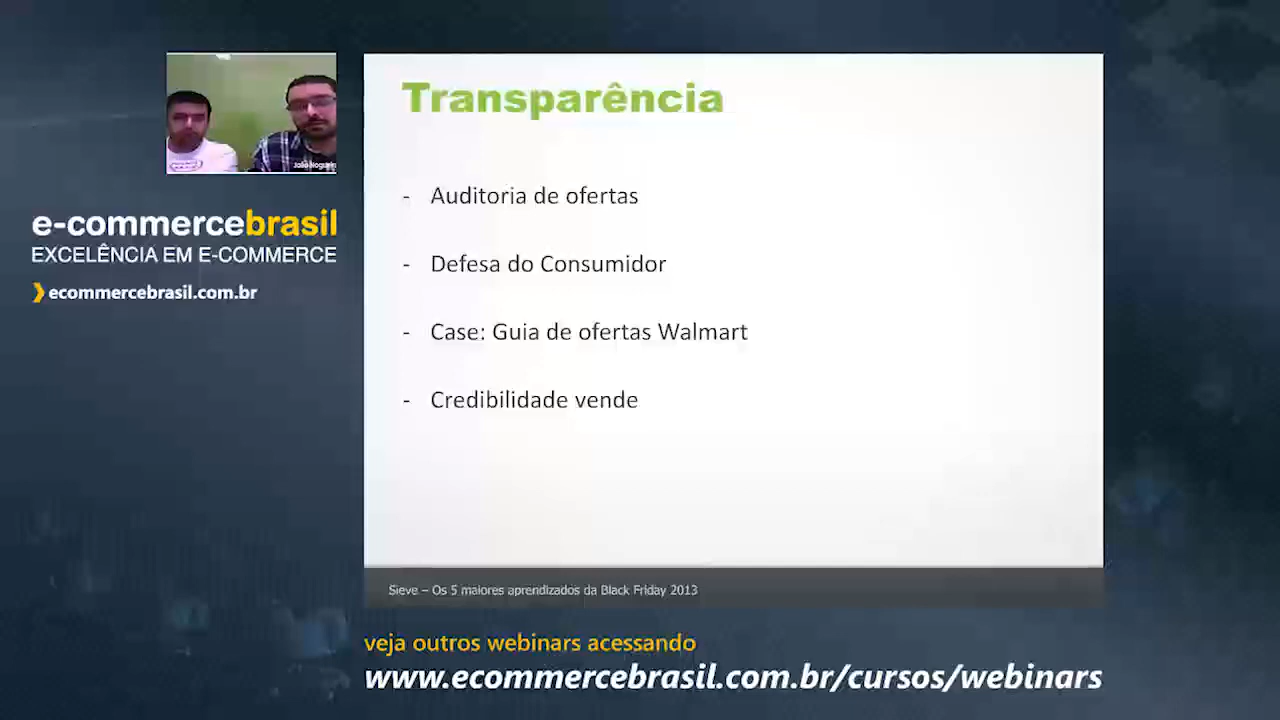 Transparência
- Auditoria de ofertas
- Defesa do Consumidor
- Case: Guia de ofertas Walmart
- Credibilidade vende
Sieve – Os 5 maiores aprendizados da Black Friday 2013
João Nogueira
e-commercebrasil
EXCELÊNCIA EM E-COMMERCE
ecommercebrasil.com.br
veja outros webinars acessando
www.ecommercebrasil.com.br/cursos/webinars